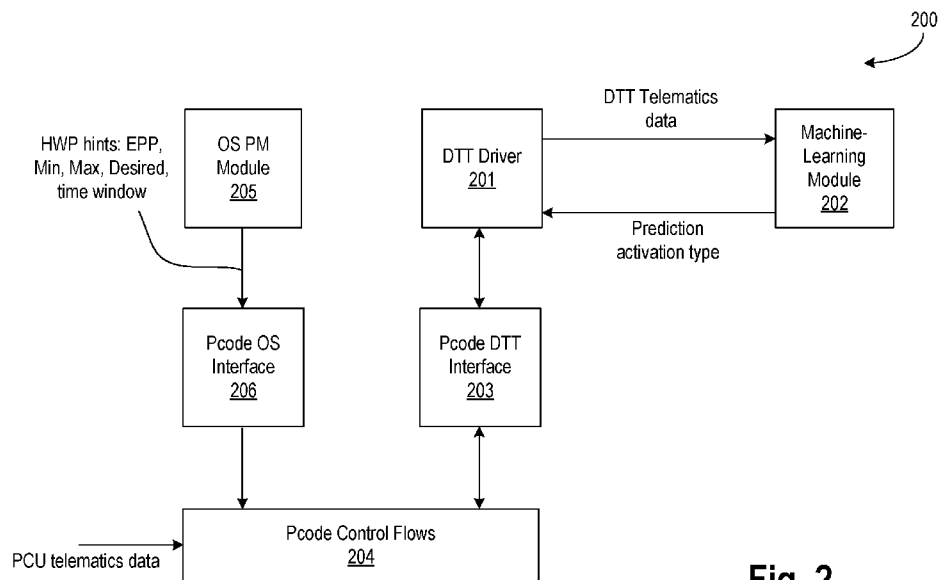 200
OS PM
Module
205
HWP hints: EPP,
Min, Max, Desired,
time window
DTT Driver
201
DTT Telematics
data
Machine-
Learning
Module
202
Prediction
activation type
Pcode OS
Interface
206
Pcode DTT
Interface
203
Pcode Control Flows
204
PCU telematics data
Fig. 2